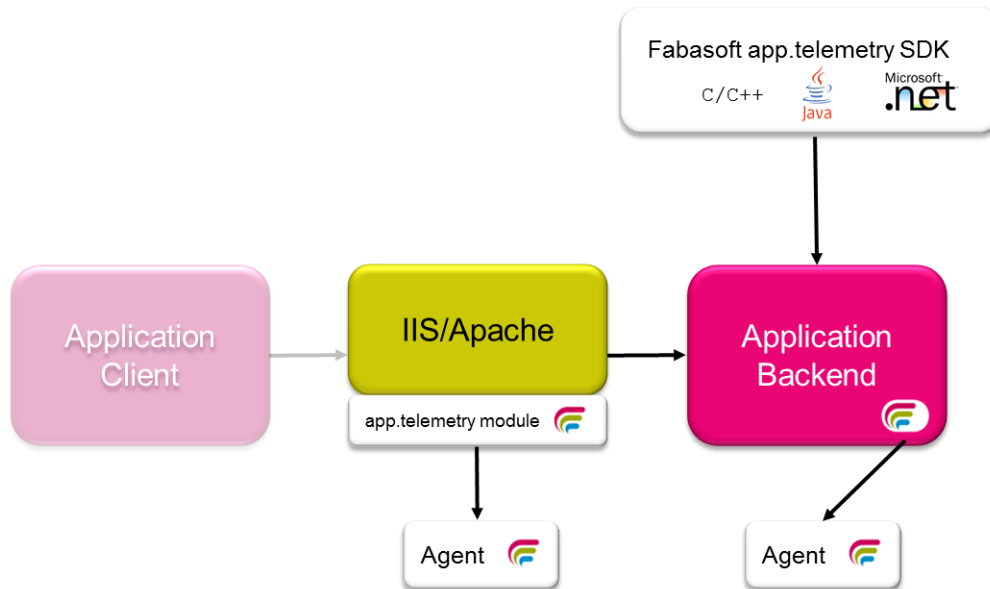 Fabasoft app.telemetry SDK
C/C++
Java
Microsoft
.net
Application
Client
IIS/Apache
app.telemetry module
Application
Backend
Agent
Agent